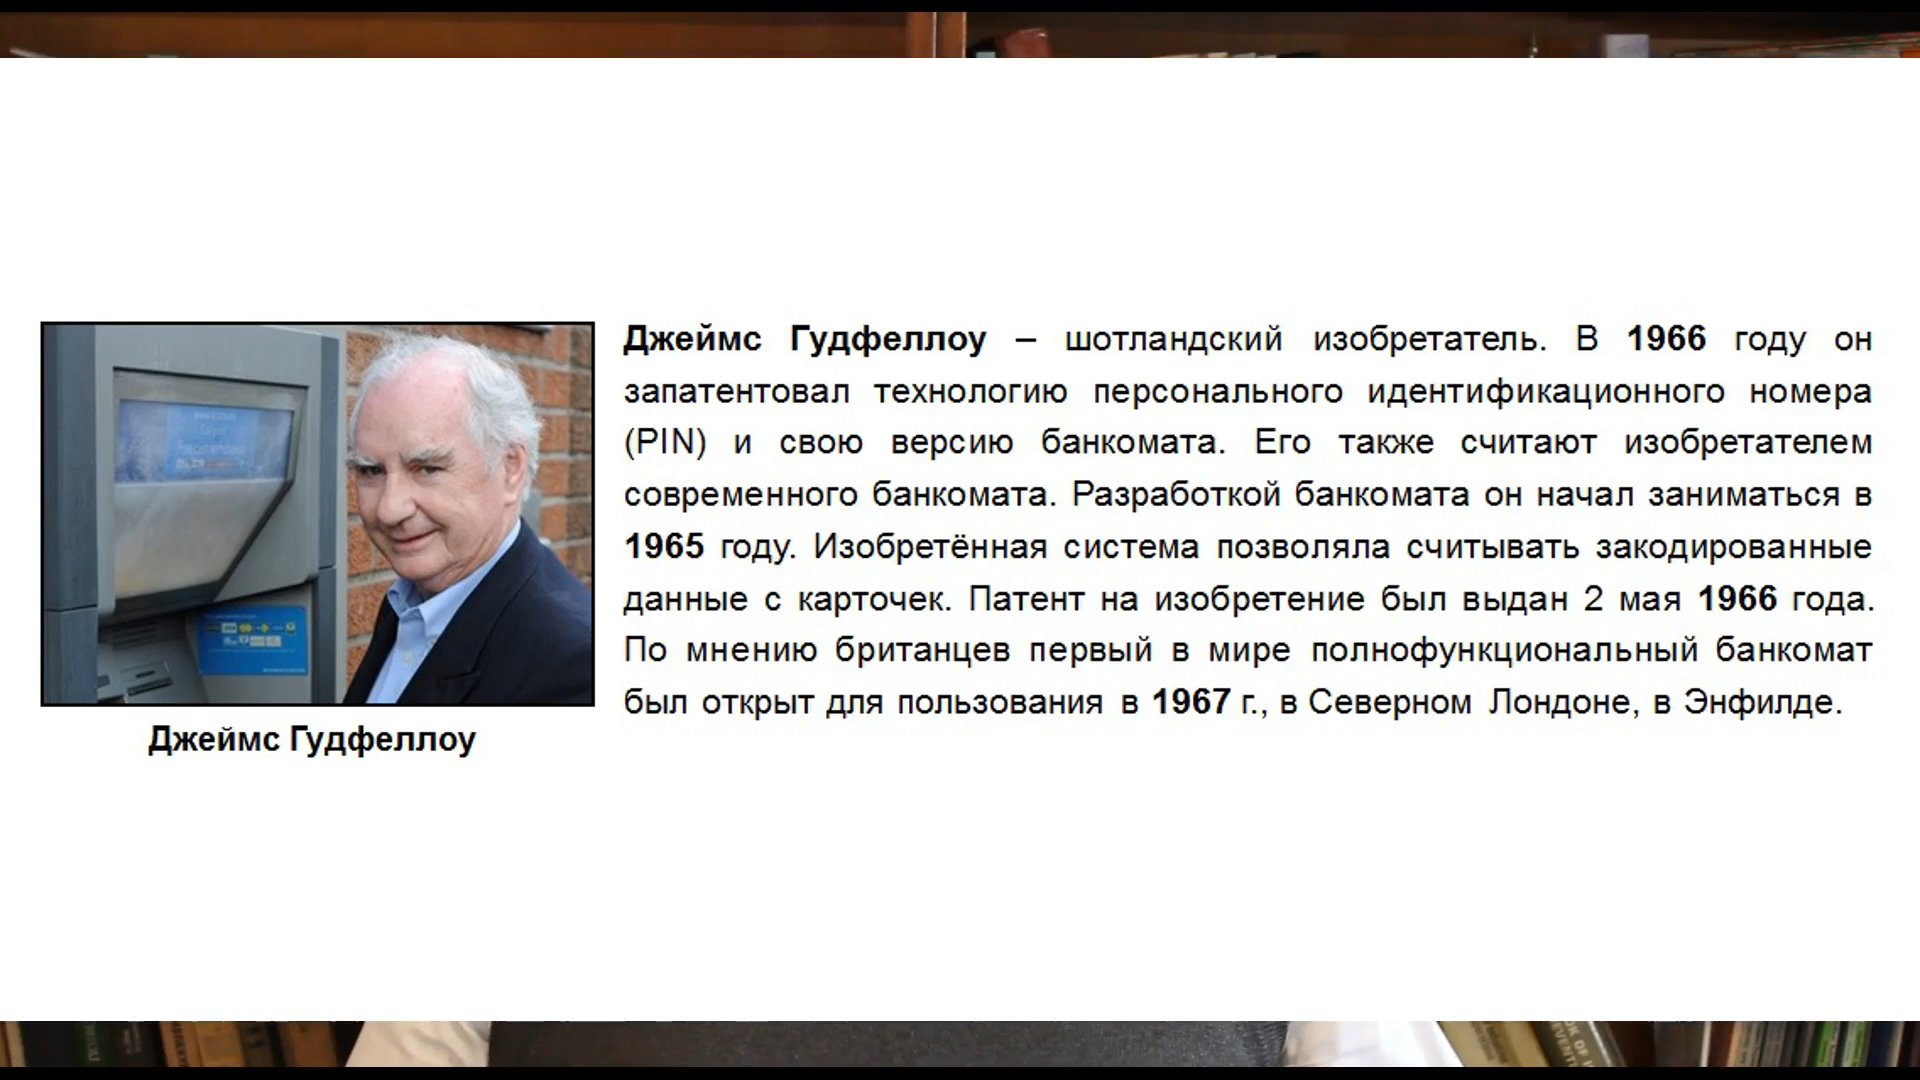 Джеймс Гудфеллоу – шотландский изобретатель. В 1966 году он
запатентовал технологию персонального идентификационного номера
(PIN) и свою версию банкомата. Его также считают изобретателем
современного банкомата. Разработкой банкомата он начал заниматься в
1965 году. Изобретённая система позволяла считывать закодированные
данные с карточек. Патент на изобретение был выдан 2 мая 1966 года.
По мнению британцев первый в мире полнофункциональный банкомат
был открыт для пользования в 1967 г., в Северном Лондоне, в Энфилде.
Джеймс Гудфеллоу